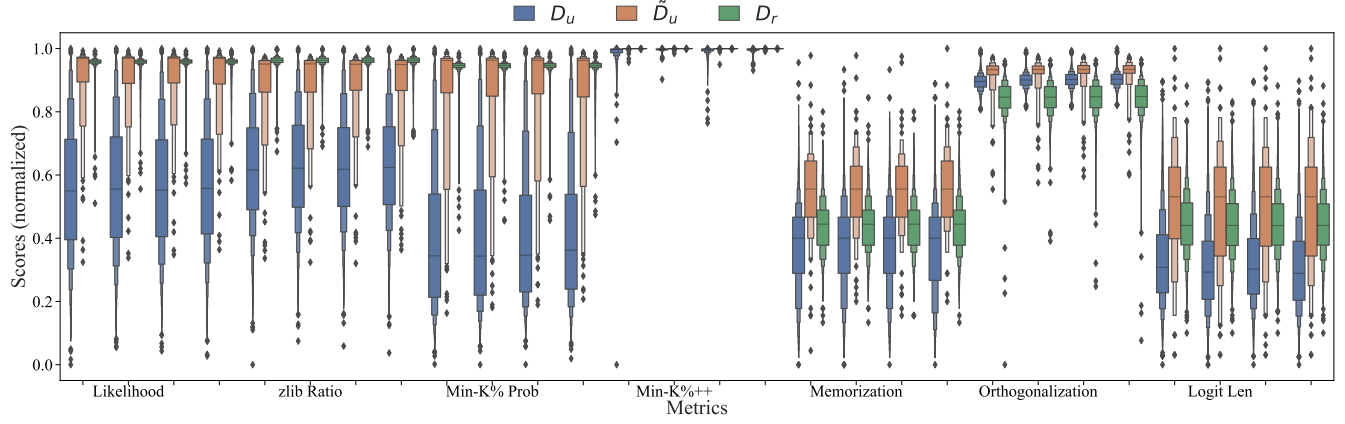 D_u D̃_u D_r
Scores (normalized)
1.0
0.8
0.6
0.4
0.2
0.0
Likelihood zlib Ratio Min-K% Prob Min-K%++ Memorization Orthogonalization Logit Len
Metrics